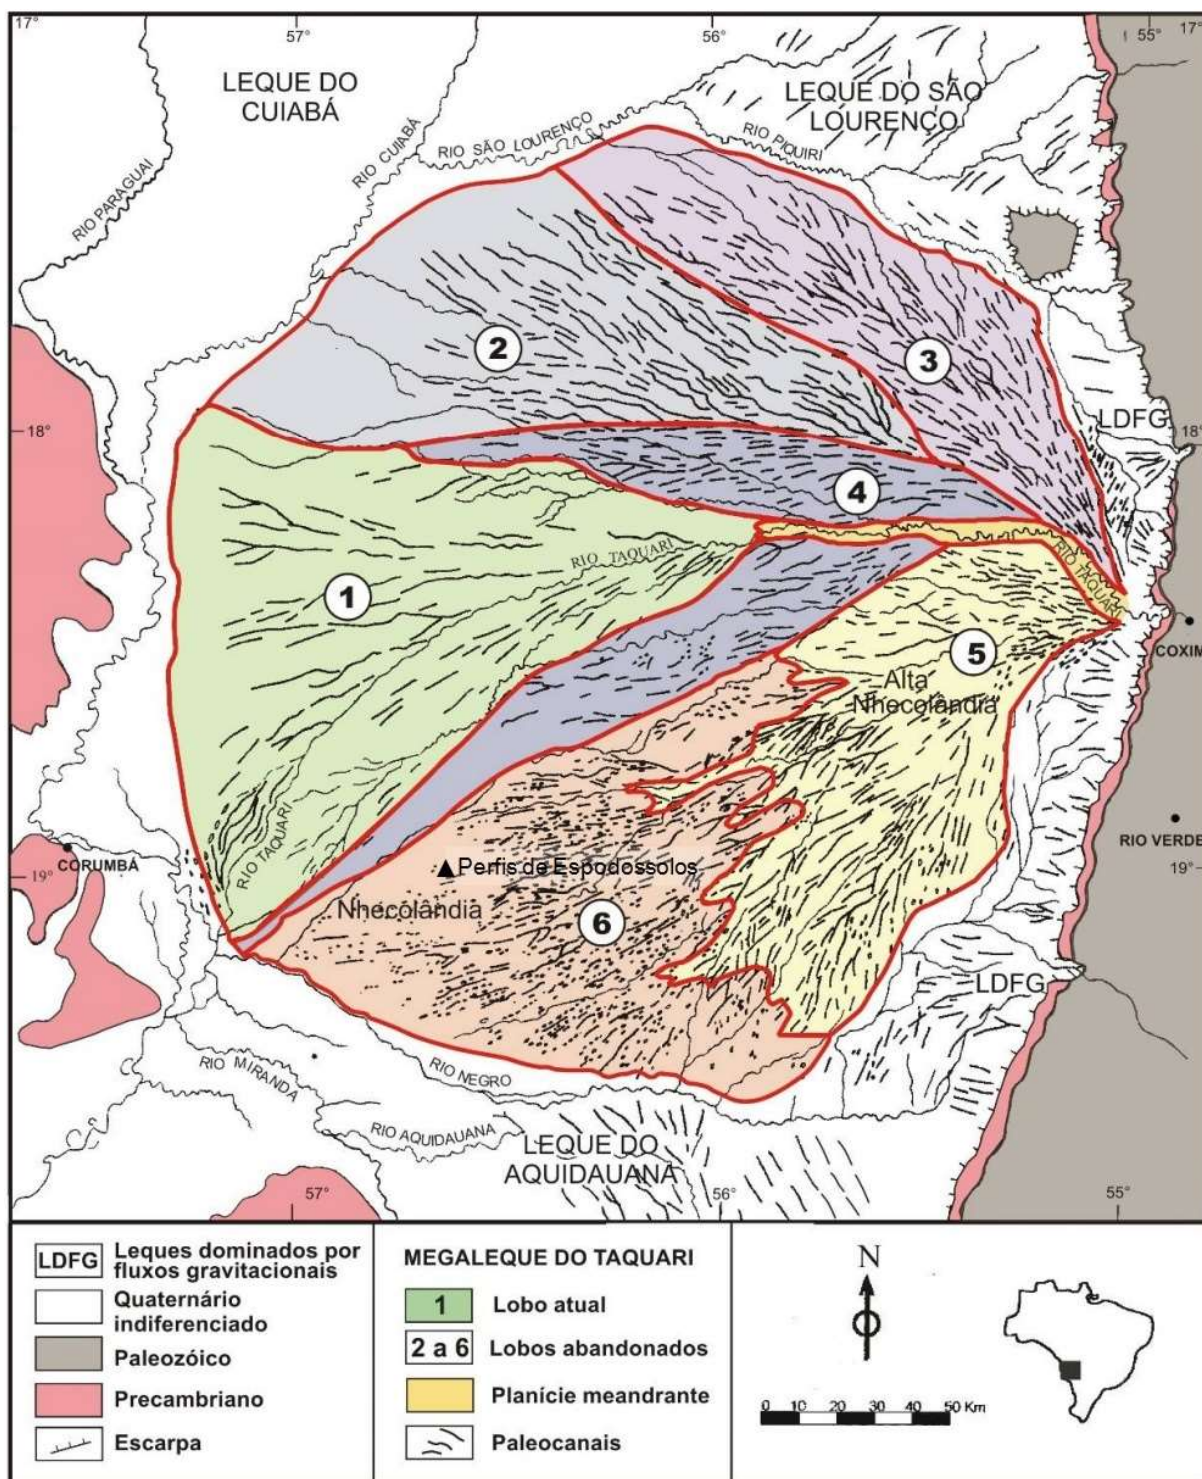 17°
57°
56°
55°
17°
LEQUE DO
CUIABÁ
LEQUE DO SÃO
LOURENÇO
RIO PARAGUAI
RIO CUIABÁ
RIO SÃO LOURENÇO
RIO PIQUIRI
2
3
LDFG
18°
18°
4
RIO TAQUARI
RIO TAQUARI
1
5
COXIM
Alta
Nhecolândia
RIO TAQUARI
CORUMBÁ
RIO VERDE
19°
Perfis de Espodossolos
19°
Nhecolândia
6
LDFG
RIO MIRANDA
RIO NEGRO
RIO AQUIDAUANA
LEQUE DO
AQUIDAUANA
57°
56°
55°
LDFG Leques dominados por
fluxos gravitacionais
Quaternário
indiferenciado
Paleozóico
Precambriano
Escarpa
MEGALEQUE DO TAQUARI
1 Lobo atual
2 a 6 Lobos abandonados
Planície meandrante
Paleocanais
N
0 10 20 30 40 50 Km